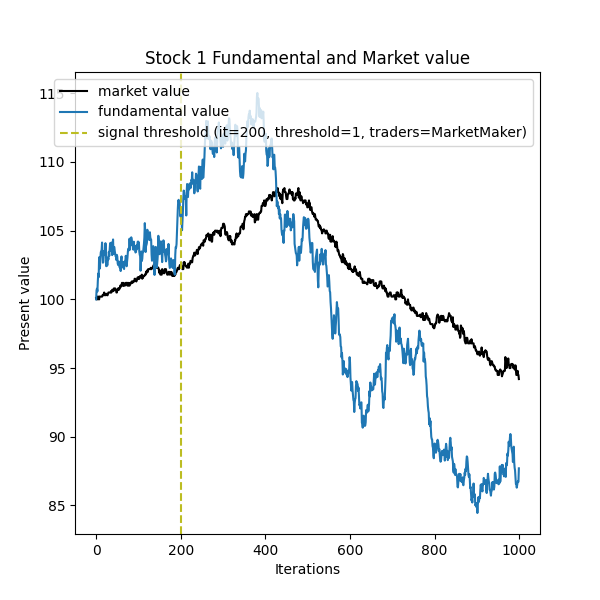 Stock 1 Fundamental and Market value
market value
fundamental value
signal threshold (it=200, threshold=1, traders=MarketMaker)
115
110
105
100
95
90
85
Present value
0 200 400 600 800 1000
Iterations